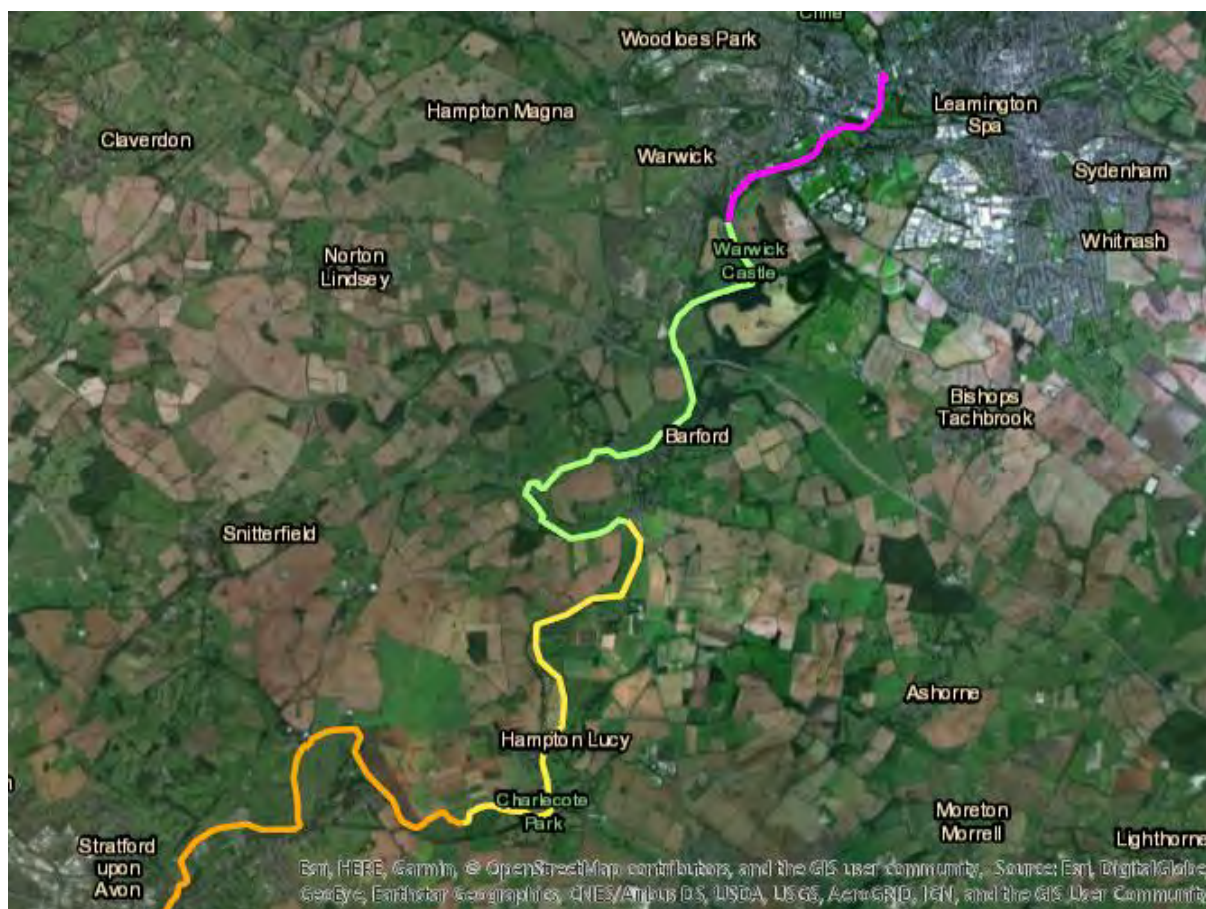 Woodloes Park
Hampton Magna
Leamington
Spa
Claverdon
Warwick
Sydenham
Whitnash
Warwick
Castle
Norton
Lindsey
Bishops
Tachbrook
Barford
Snitterfield
Ashorne
Hampton Lucy
Charlecote
Park
Moreton
Morrell
Lighthorne
Stratford
upon
Avon
Esri, HERE, Garmin, © OpenStreetMap contributors, and the GIS user community, Source: Esri, DigitalGlobe,
GeoEye, Earthstar Geographics, CNES/Airbus DS, USDA, USGS, AeroGRID, IGN, and the GIS User Community